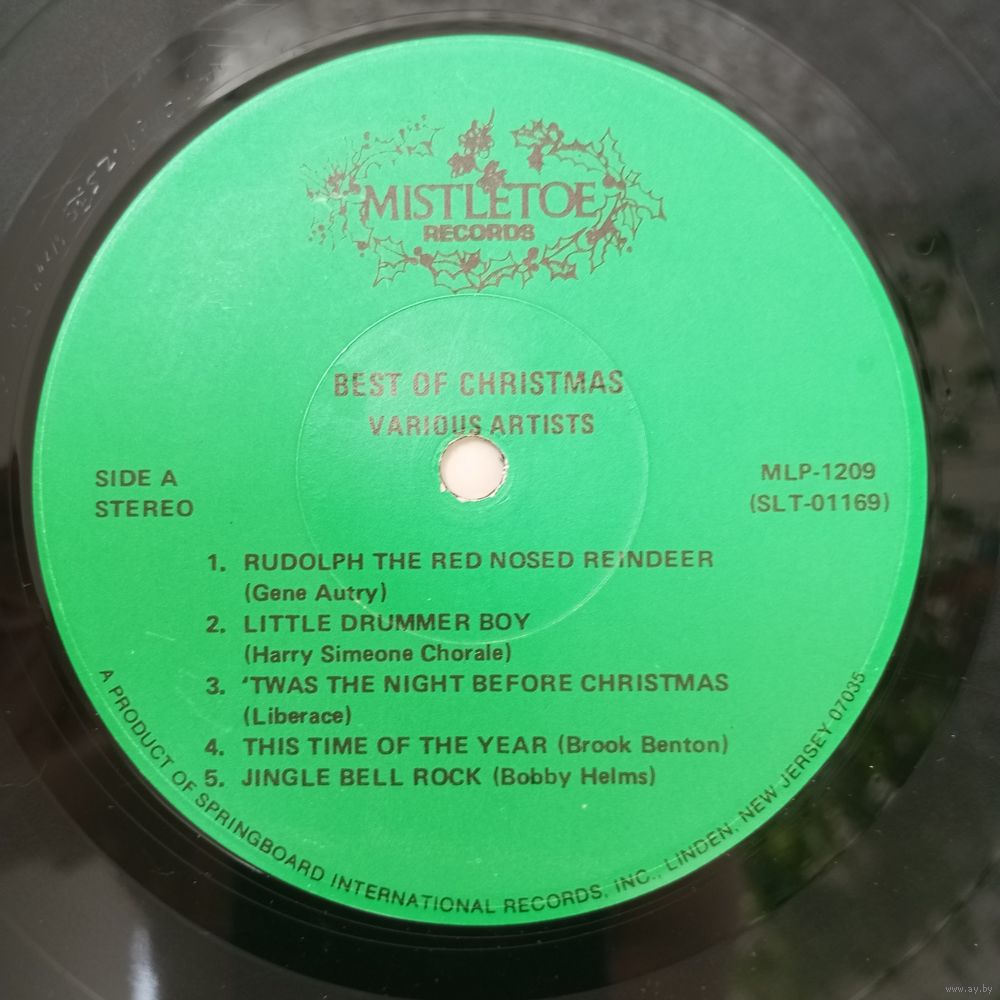 MISTLETOE
RECORDS
BEST OF CHRISTMAS
VARIOUS ARTISTS
SIDE A
STEREO
MLP-1209
(SLT-01169)
1. RUDOLPH THE RED NOSED REINDEER
(Gene Autry)
2. LITTLE DRUMMER BOY
(Harry Simeone Chorale)
3. ‘TWAS THE NIGHT BEFORE CHRISTMAS
(Liberace)
4. THIS TIME OF THE YEAR (Brook Benton)
5. JINGLE BELL ROCK (Bobby Helms)
A PRODUCT OF SPRINGBOARD INTERNATIONAL RECORDS, INC., LINDEN, NEW JERSEY 07035
www.ay.by